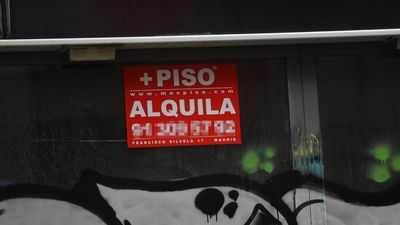 +PISO
www.maspiso.com
ALQUILA
FRANCISCO SILVELA 17 MADRID